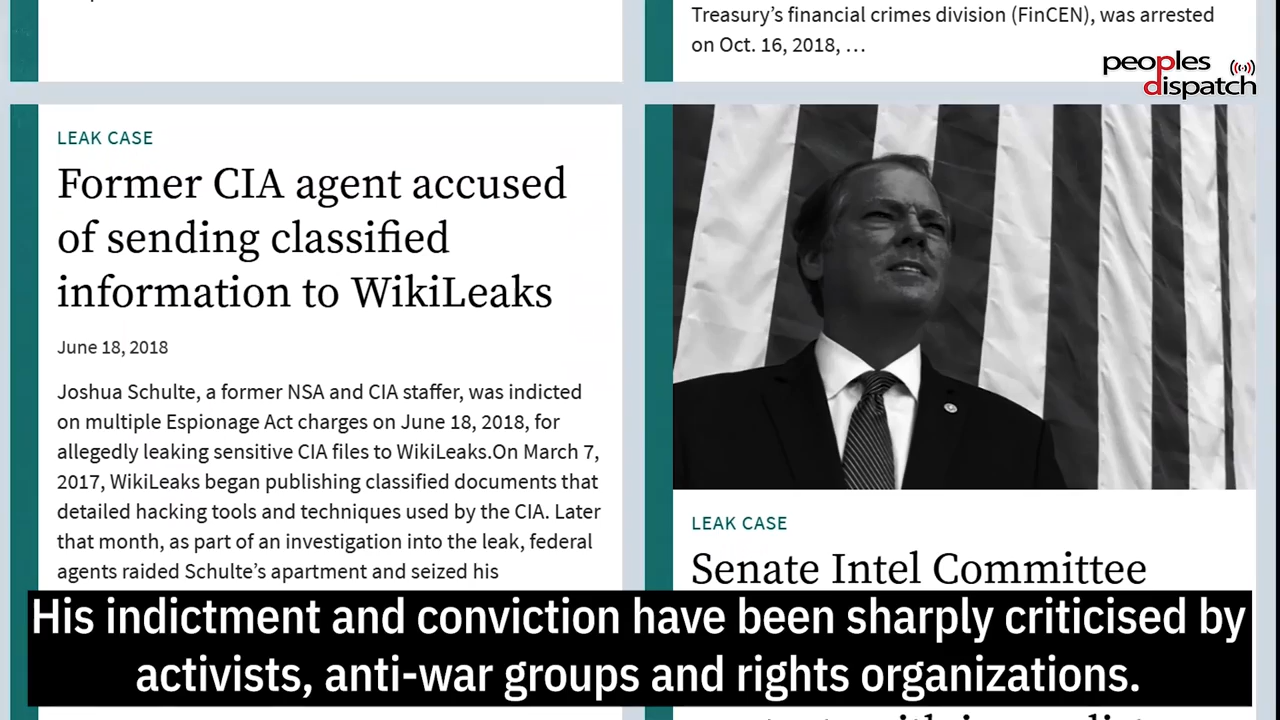 Treasury’s financial crimes division (FinCEN), was arrested
on Oct. 16, 2018, …
peoples
dispatch
LEAK CASE
Former CIA agent accused
of sending classified
information to WikiLeaks
June 18, 2018
Joshua Schulte, a former NSA and CIA staffer, was indicted
on multiple Espionage Act charges on June 18, 2018, for
allegedly leaking sensitive CIA files to WikiLeaks.On March 7,
2017, WikiLeaks began publishing classified documents that
detailed hacking tools and techniques used by the CIA. Later
that month, as part of an investigation into the leak, federal
agents raided Schulte’s apartment and seized his
LEAK CASE
Senate Intel Committee
His indictment and conviction have been sharply criticised by
activists, anti-war groups and rights organizations.